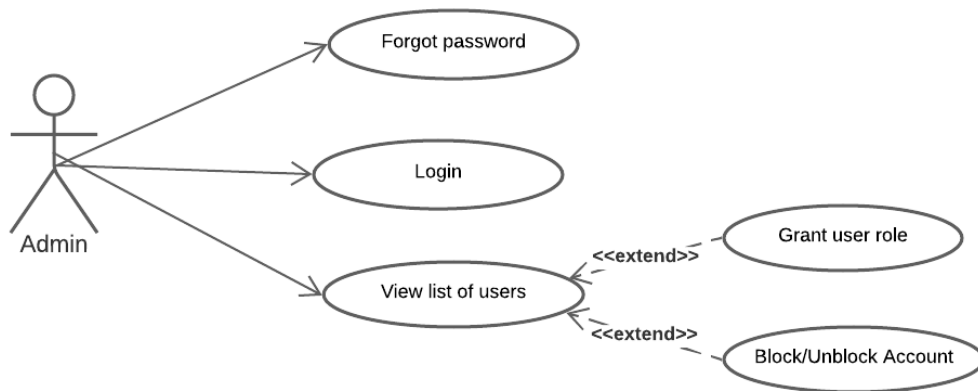 Forgot password
Login
Admin
Grant user role
<<extend>>
View list of users
<<extend>>
Block/Unblock Account